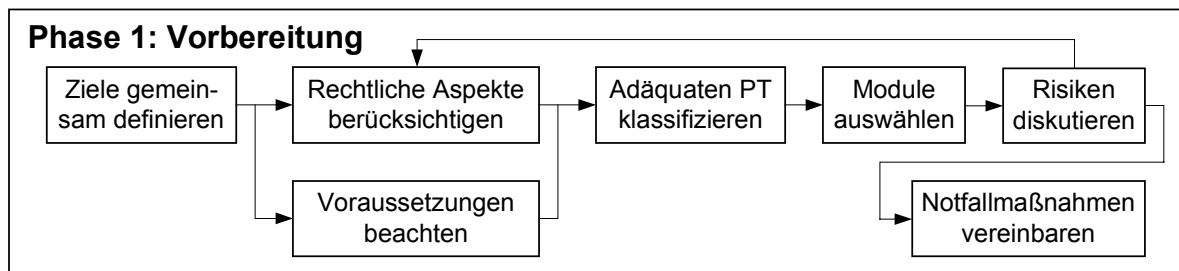 Phase 1: Vorbereitung
Ziele gemein-
sam definieren
Rechtliche Aspekte
berücksichtigen
Adäquaten PT
klassifizieren
Module
auswählen
Risiken
diskutieren
Voraussetzungen
beachten
Notfallmaßnahmen
vereinbaren